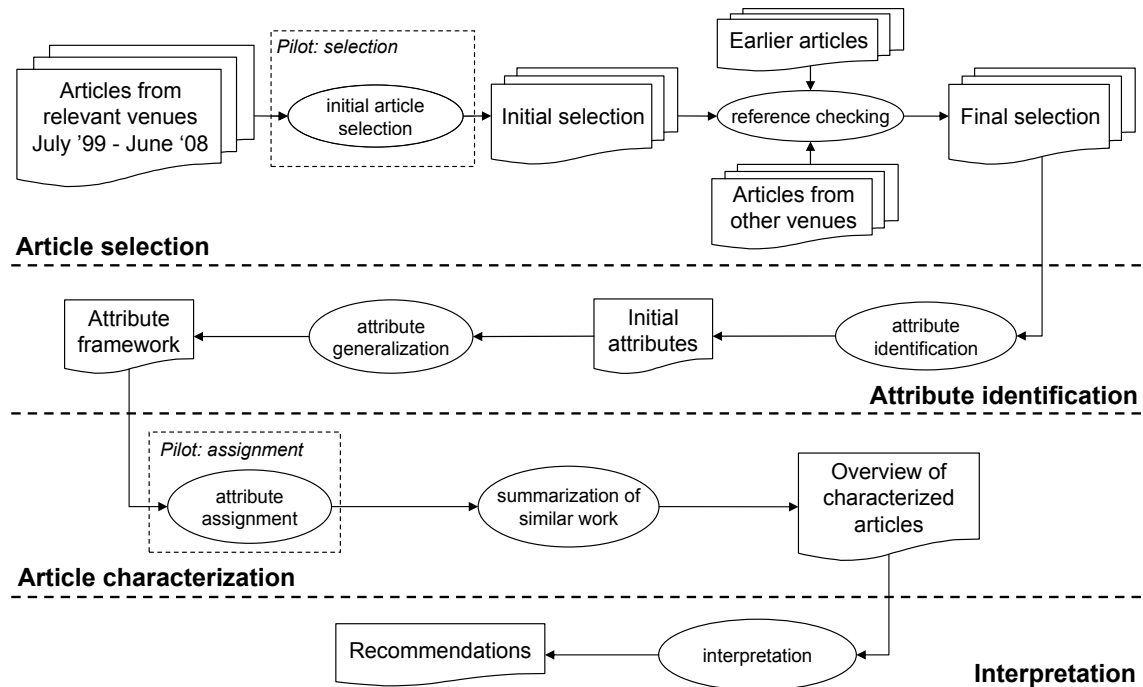 Pilot: selection
Articles from
relevant venues
July '99 - June '08
initial article
selection
Initial selection
Earlier articles
reference checking
Articles from
other venues
Final selection
Article selection
Attribute
framework
attribute
generalization
Initial
attributes
attribute
identification
Attribute identification
Pilot: assignment
attribute
assignment
summarization of
similar work
Overview of
characterized
articles
Article characterization
Recommendations
interpretation
Interpretation